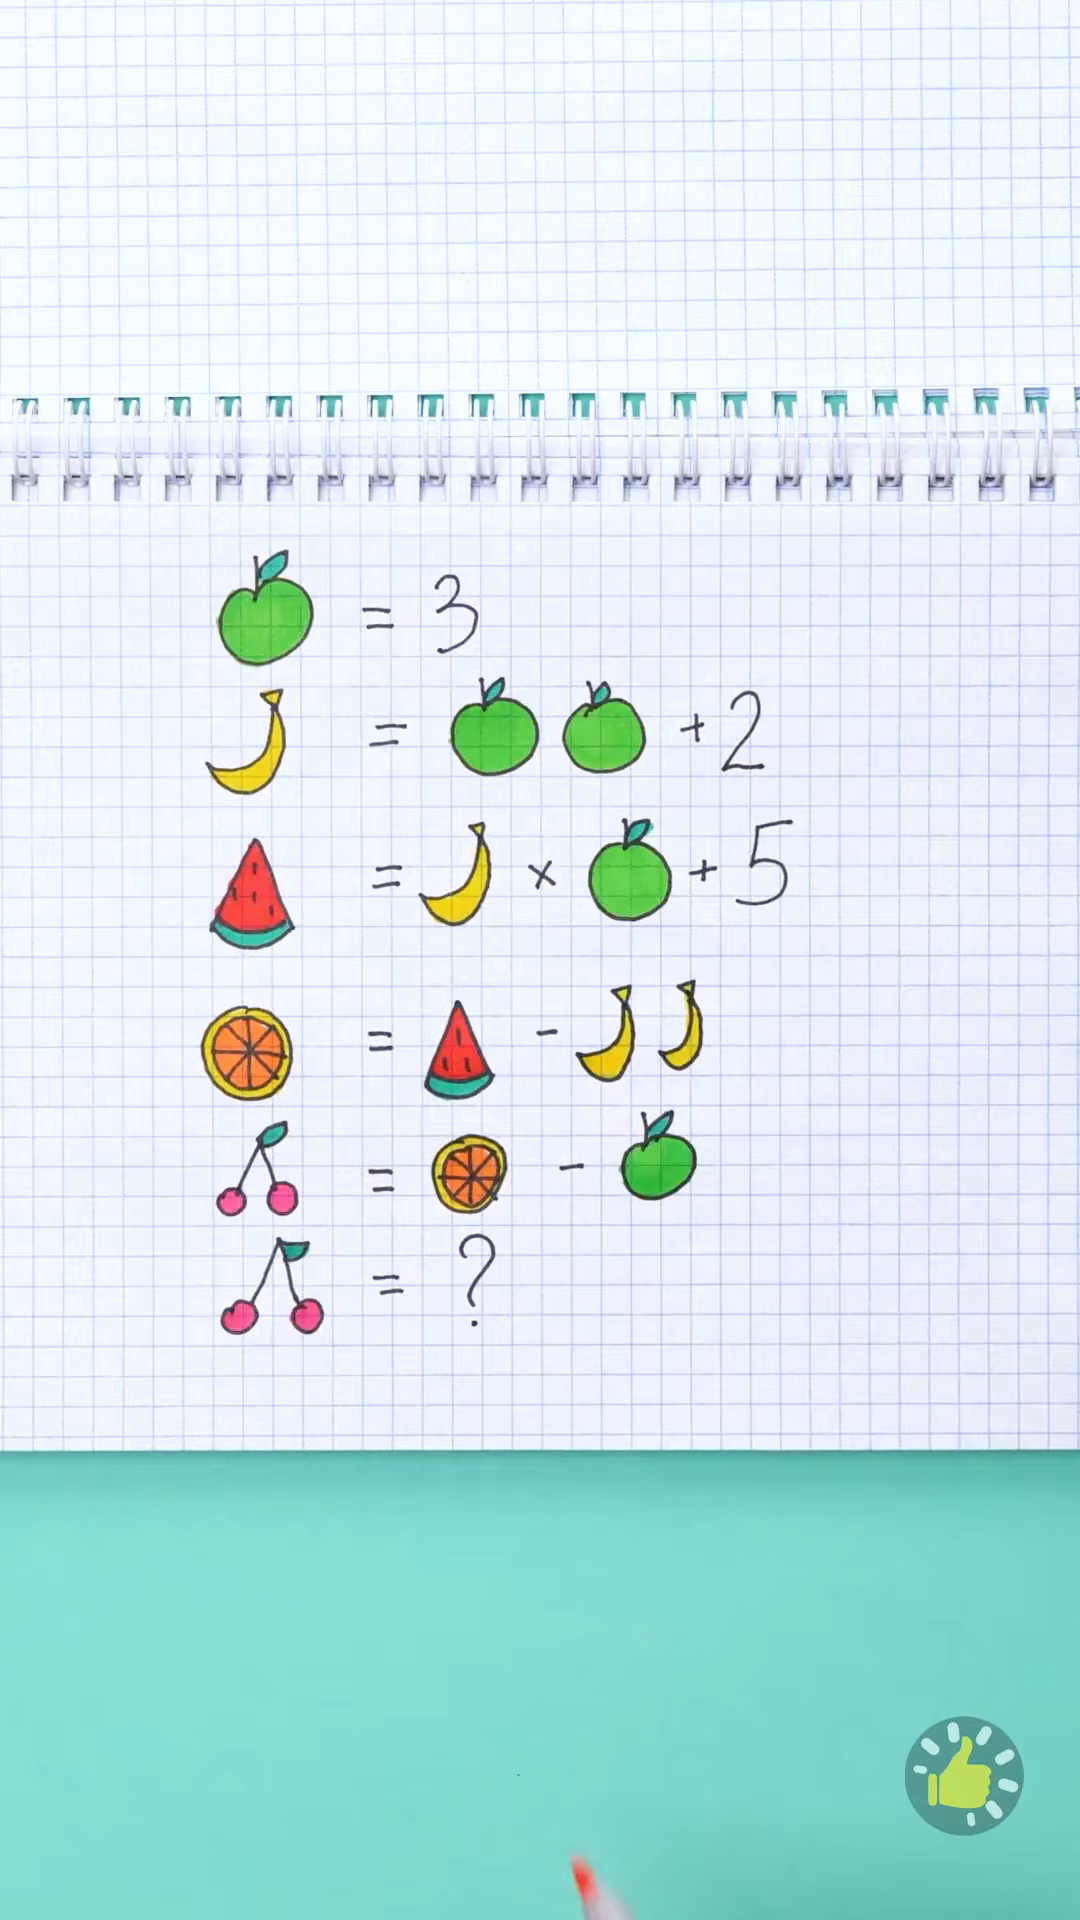 = 3
= + 2
= × + 5
= -
= -
= ?